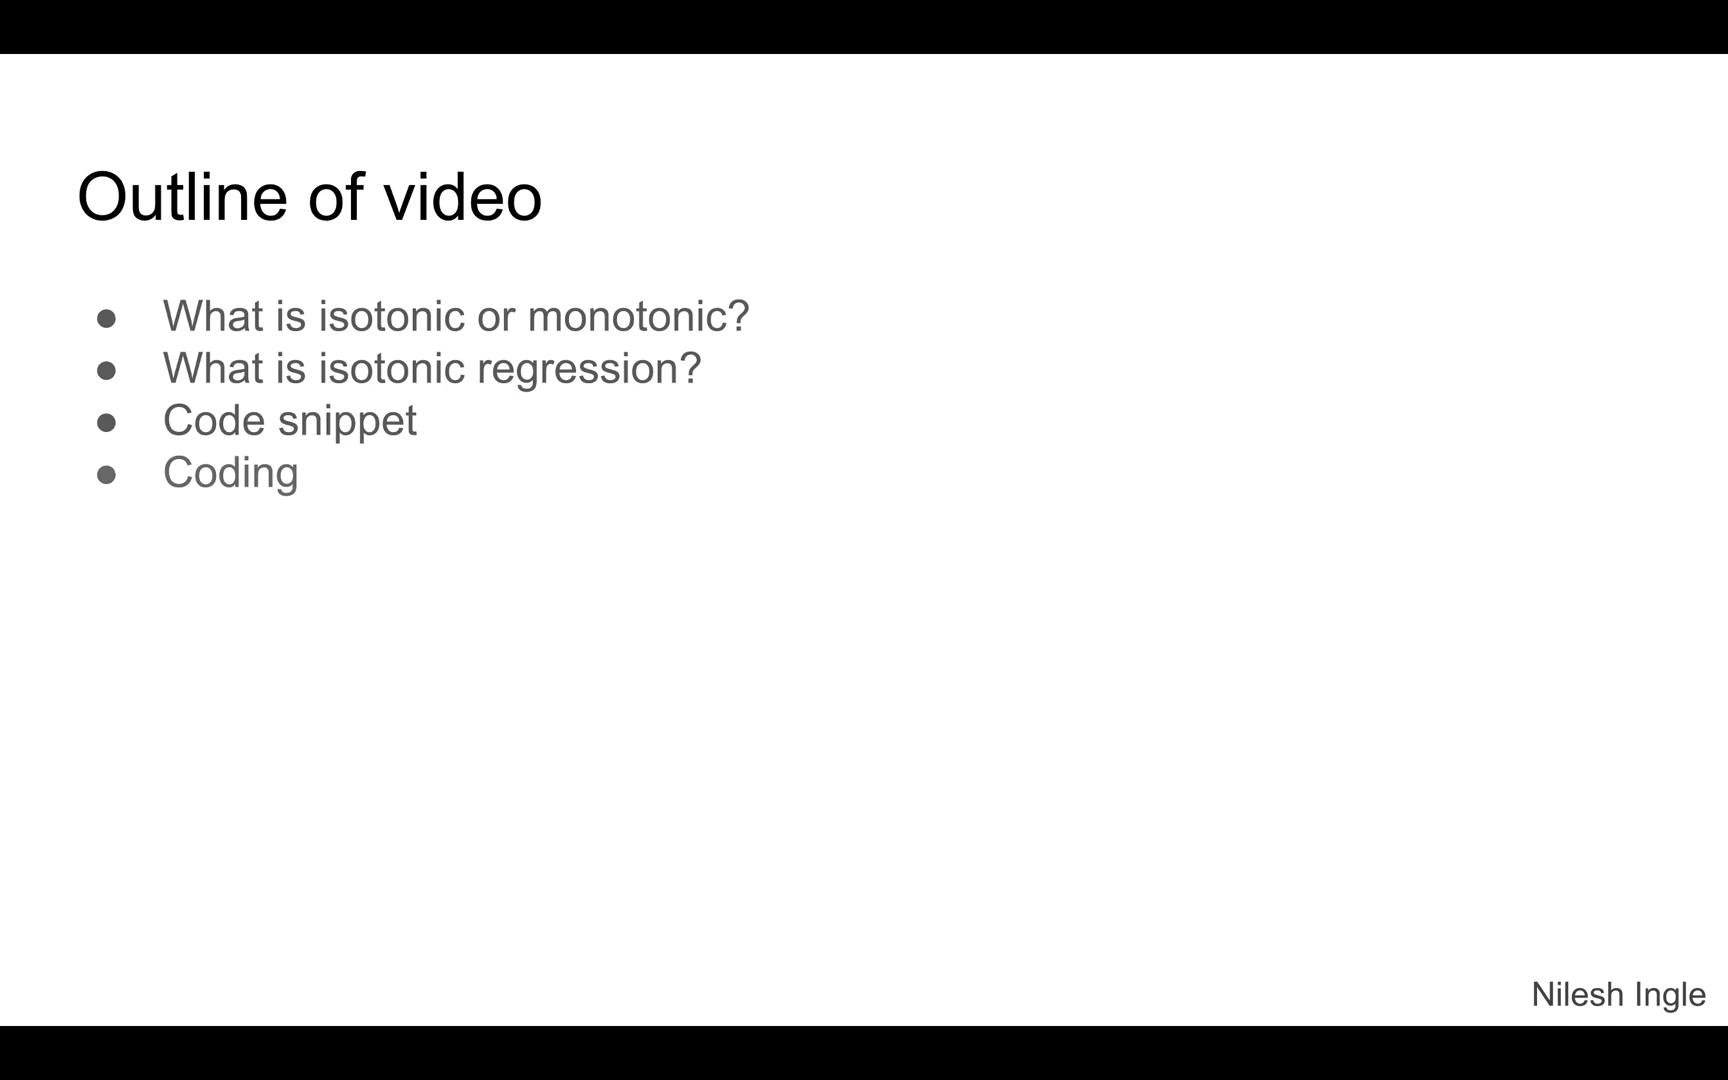 Outline of video
● What is isotonic or monotonic?
● What is isotonic regression?
● Code snippet
● Coding
Nilesh Ingle